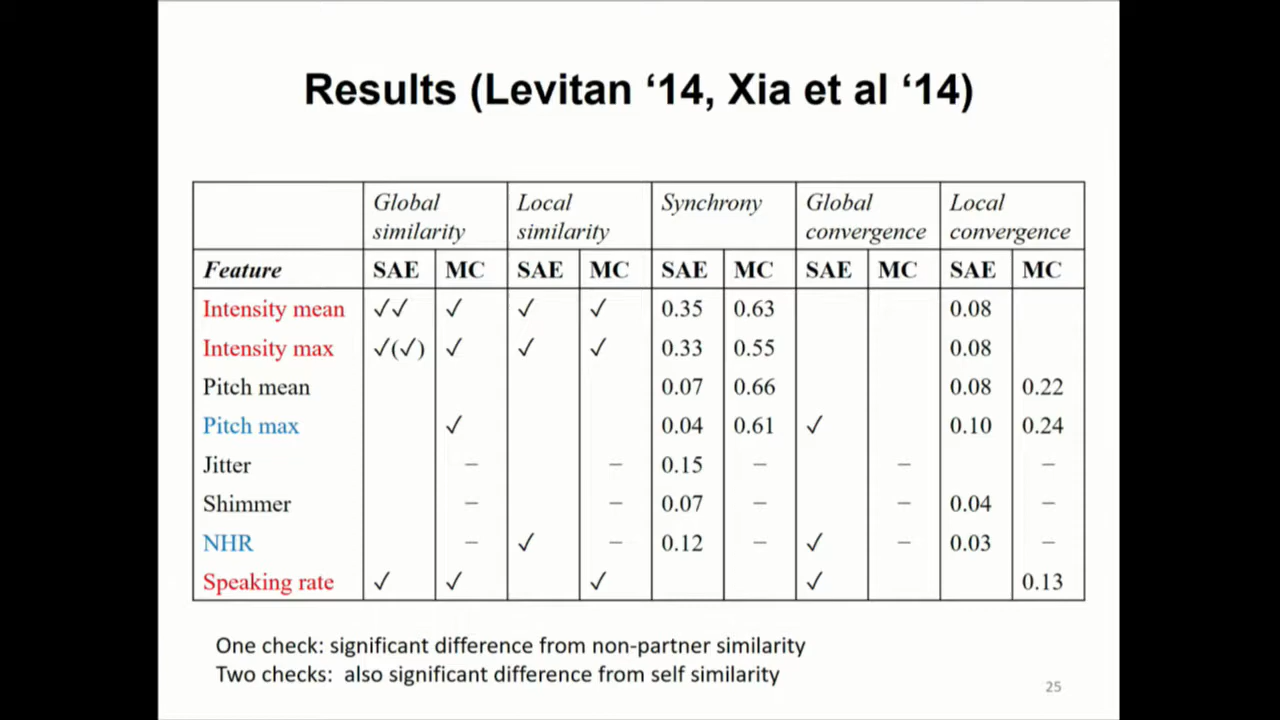 Results (Levitan ‘14, Xia et al ‘14)
Global similarity Local similarity Synchrony Global convergence Local convergence
Feature SAE MC SAE MC SAE MC SAE MC SAE MC
Intensity mean ✓✓ ✓ ✓ ✓ 0.35 0.63 0.08
Intensity max ✓(✓) ✓ ✓ ✓ 0.33 0.55 0.08
Pitch mean 0.07 0.66 0.08 0.22
Pitch max ✓ 0.04 0.61 ✓ 0.10 0.24
Jitter – – 0.15 – – –
Shimmer – – 0.07 – – 0.04 –
NHR – ✓ – 0.12 – ✓ – 0.03 –
Speaking rate ✓ ✓ ✓ ✓ 0.13
One check: significant difference from non-partner similarity
Two checks: also significant difference from self similarity
25